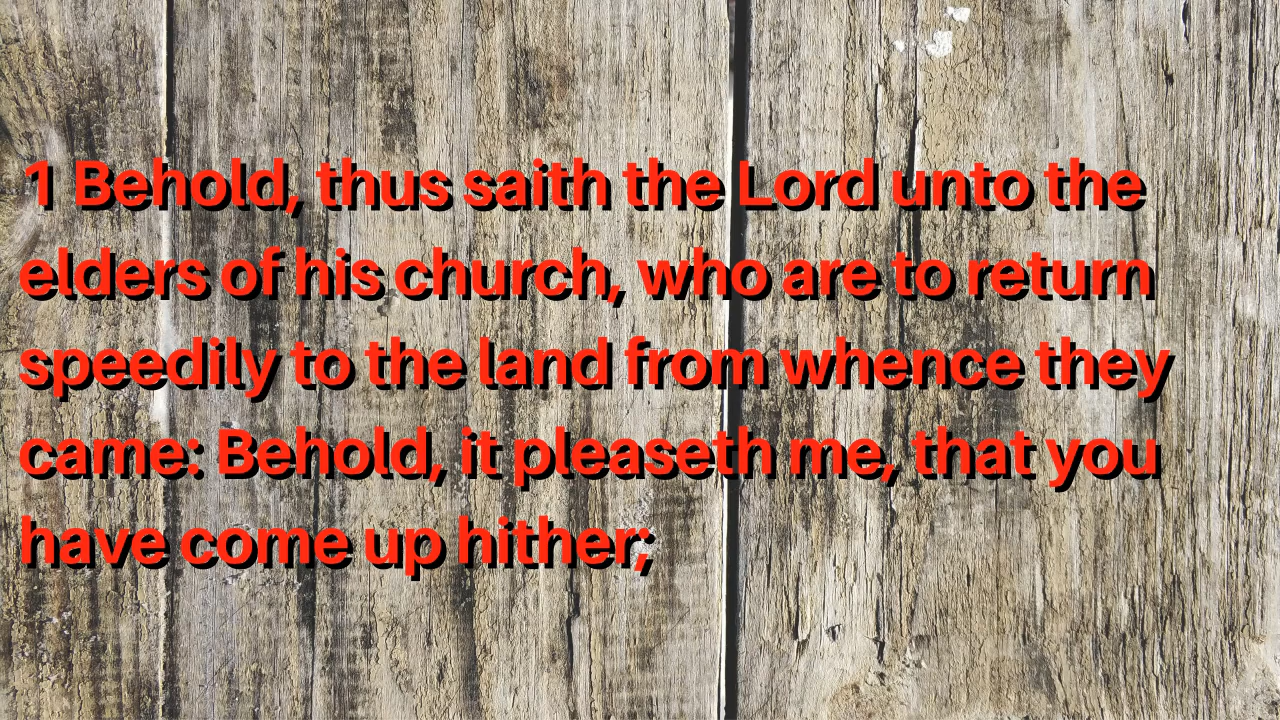 1 Behold, thus saith the Lord unto the
elders of his church, who are to return
speedily to the land from whence they
came: Behold, it pleaseth me, that you
have come up hither;